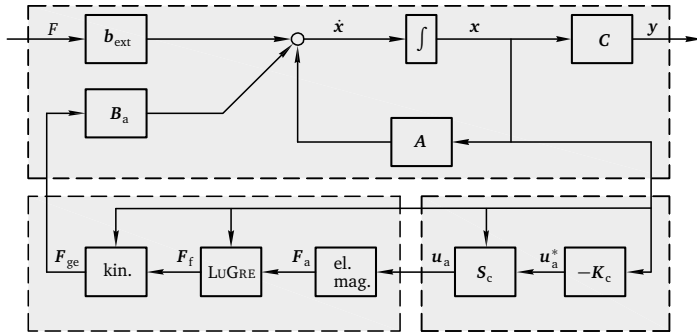 F
b_ext
ẋ
∫
x
C
y
B_a
A
F_ge
kin.
F_f
LUGRE
F_a
el.
mag.
u_a
S_c
u_a^*
−K_c